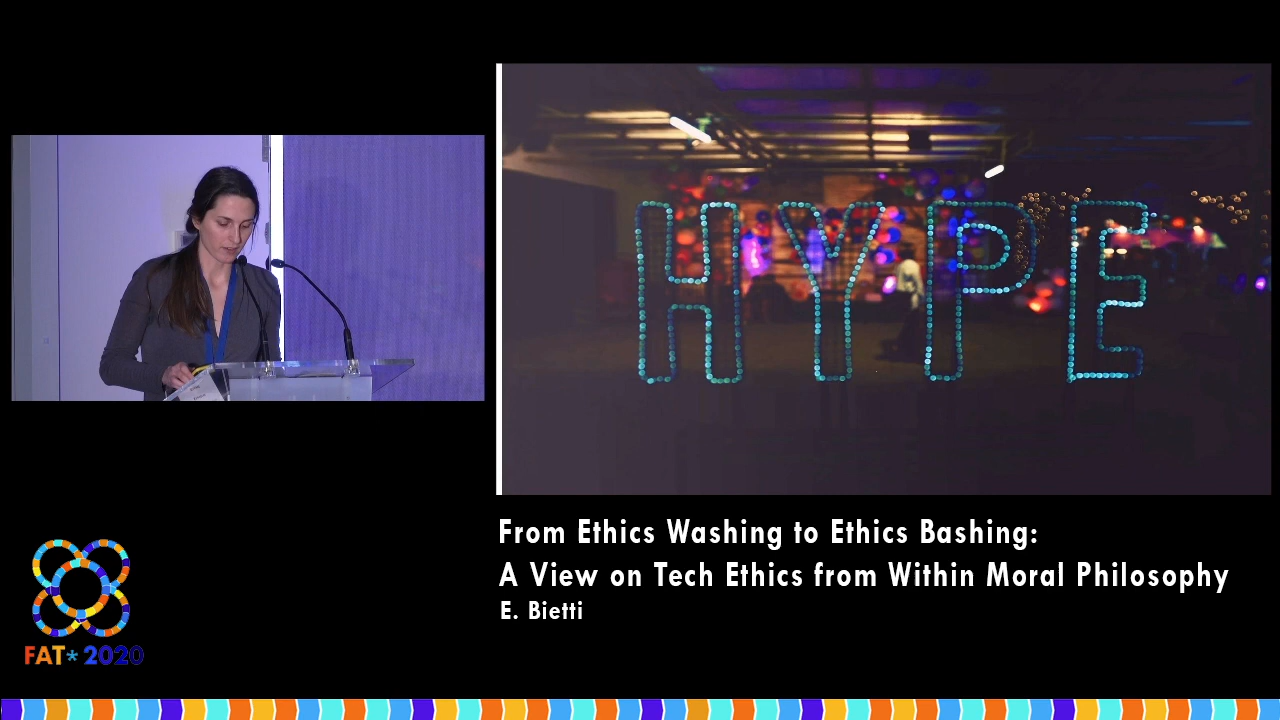 HYPE
From Ethics Washing to Ethics Bashing:
A View on Tech Ethics from Within Moral Philosophy
E. Bietti
FAT* 2020